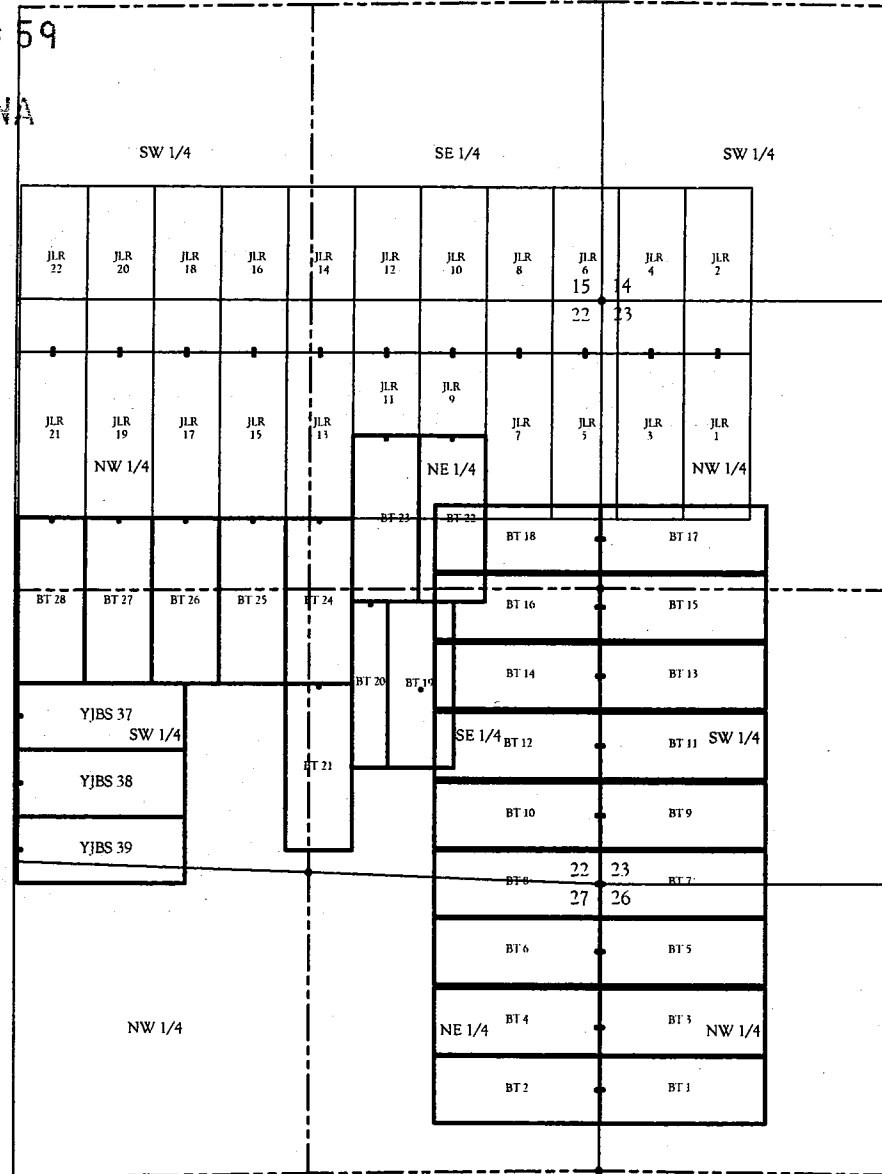 59
NA
SW 1/4 SE 1/4 SW 1/4
JLR 22 JLR 20 JLR 18 JLR 16 JLR 14 JLR 12 JLR 10 JLR 8 JLR 6 JLR 4 JLR 2
15 14
22 23
JLR 11 JLR 9
JLR 21 JLR 19 JLR 17 JLR 15 JLR 13 JLR 7 JLR 5 JLR 3 JLR 1
NW 1/4 NE 1/4 NW 1/4
BT 23 BT 22
BT 18 BT 17
BT 28 BT 27 BT 26 BT 25 BT 24
BT 16 BT 15
BT 20 BT 19
BT 14 BT 13
YJBS 37
SW 1/4 SE 1/4 SW 1/4
BT 12 BT 11
BT 21
YJBS 38
BT 10 BT 9
YJBS 39
22 23
BT 8 BT 7
27 26
BT 6 BT 5
BT 4 BT 3
NW 1/4 NE 1/4 NW 1/4
BT 2 BT 1